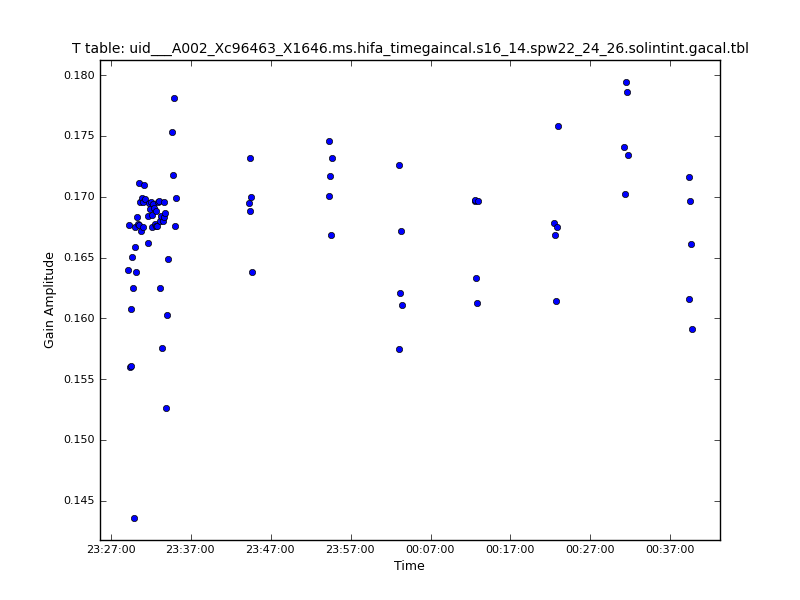 T table: uid___A002_Xc96463_X1646.ms.hifa_timegaincal.s16_14.spw22_24_26.solintint.gacal.tbl
0.180
0.175
0.170
0.165
0.160
0.155
0.150
0.145
Gain Amplitude
23:27:00 23:37:00 23:47:00 23:57:00 00:07:00 00:17:00 00:27:00 00:37:00
Time